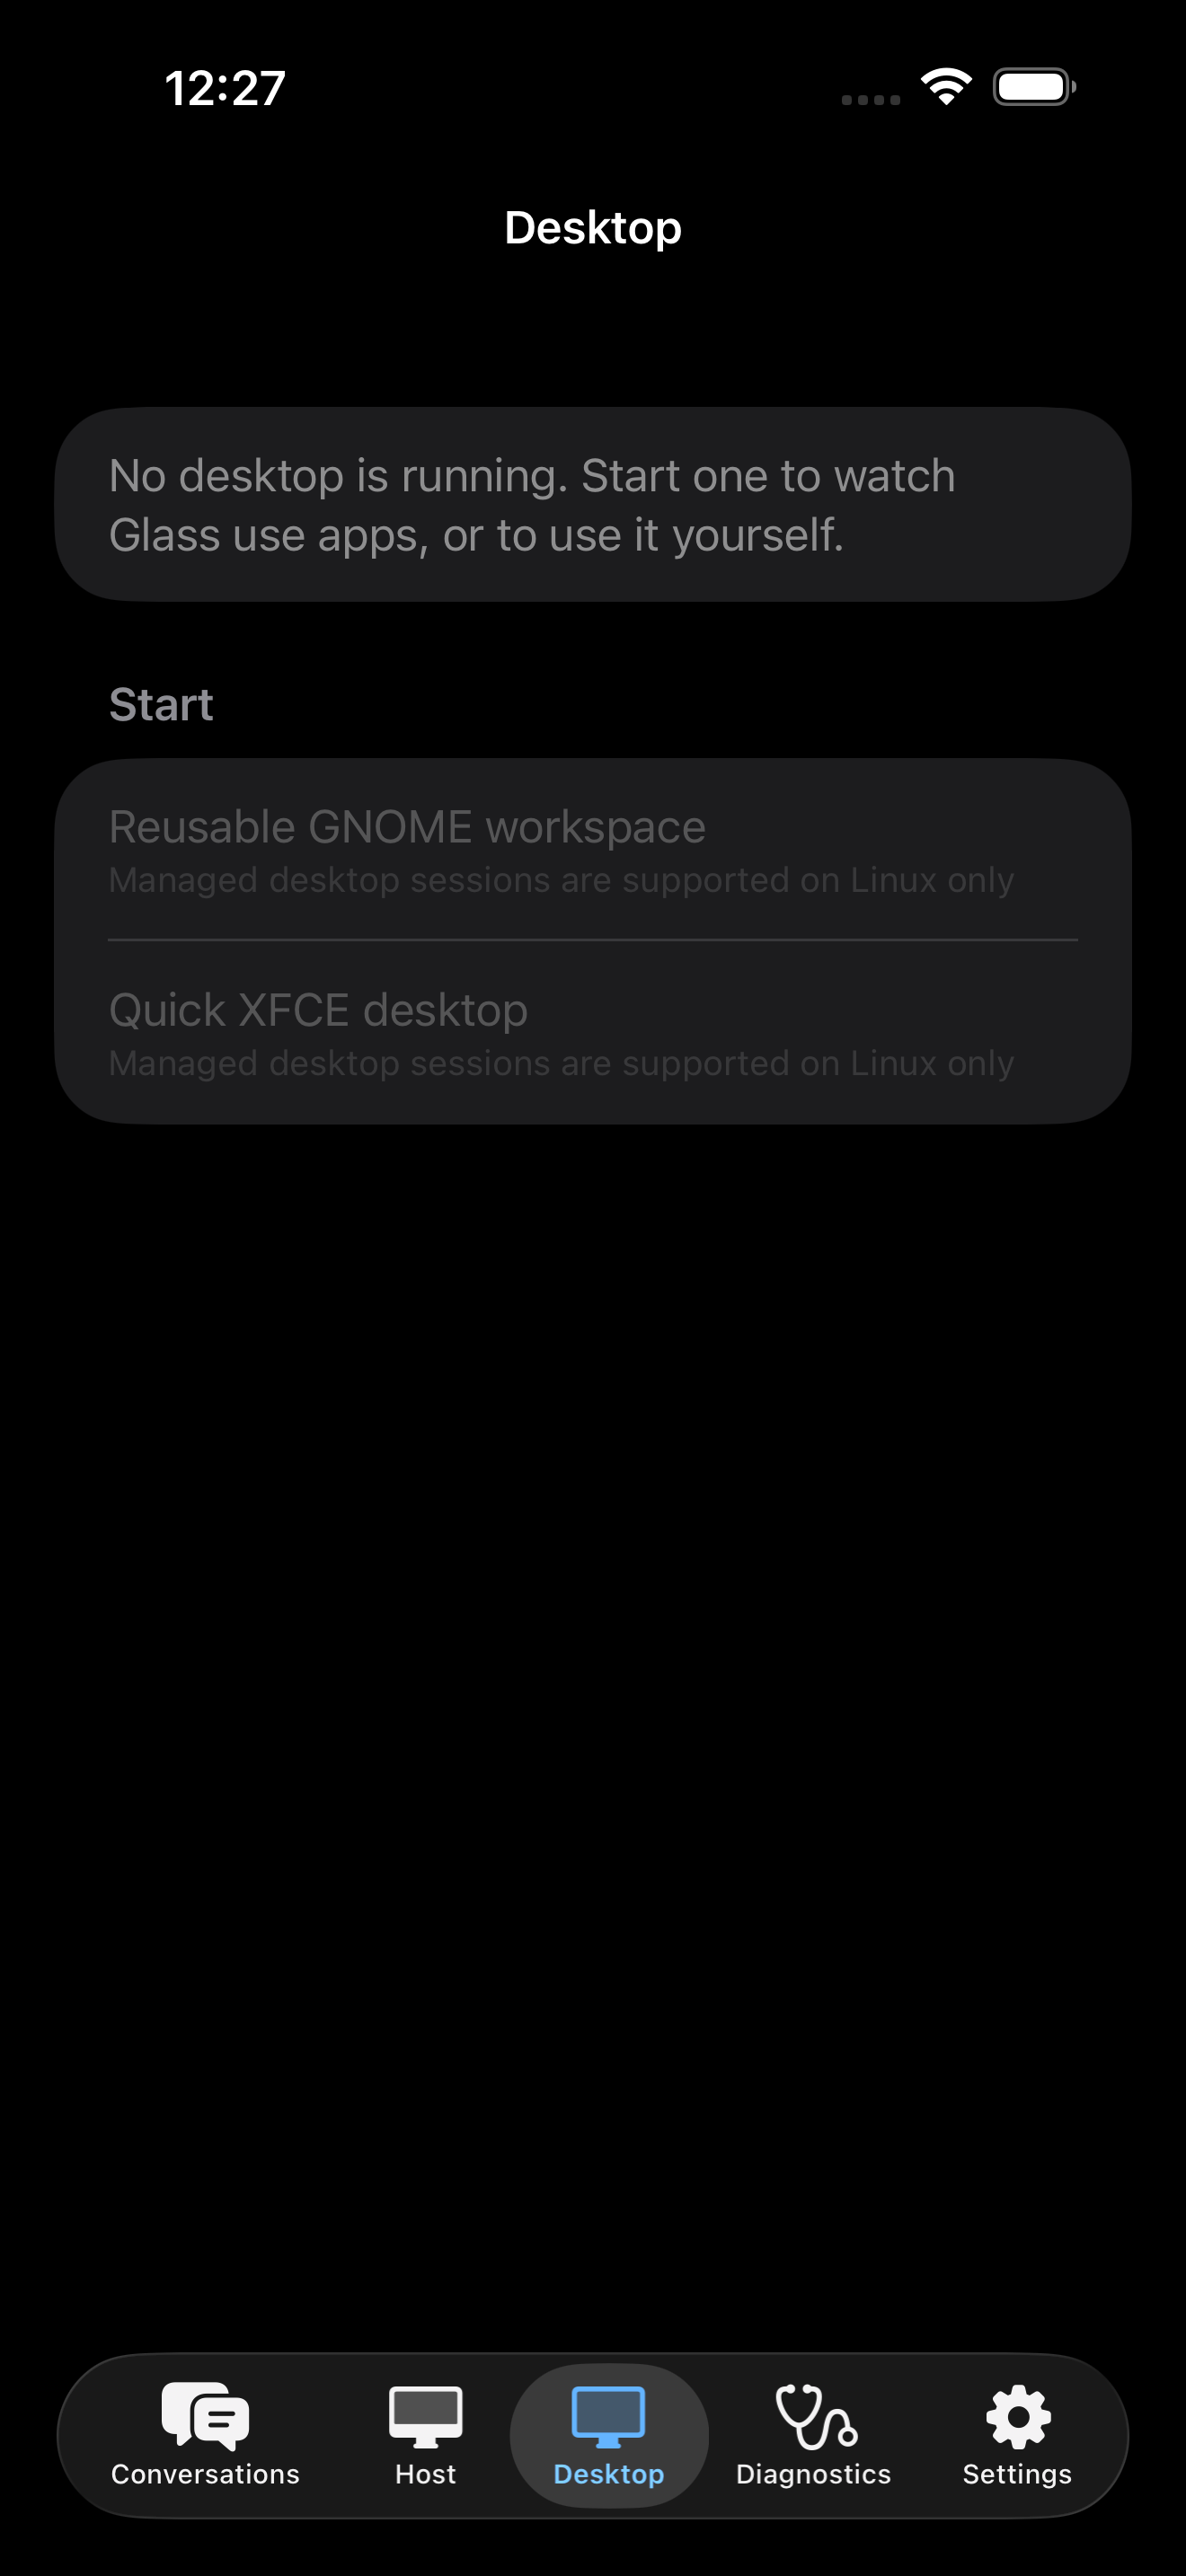 12:27
Desktop
No desktop is running. Start one to watch
Glass use apps, or to use it yourself.
Start
Reusable GNOME workspace
Managed desktop sessions are supported on Linux only
Quick XFCE desktop
Managed desktop sessions are supported on Linux only
Conversations
Host
Desktop
Diagnostics
Settings